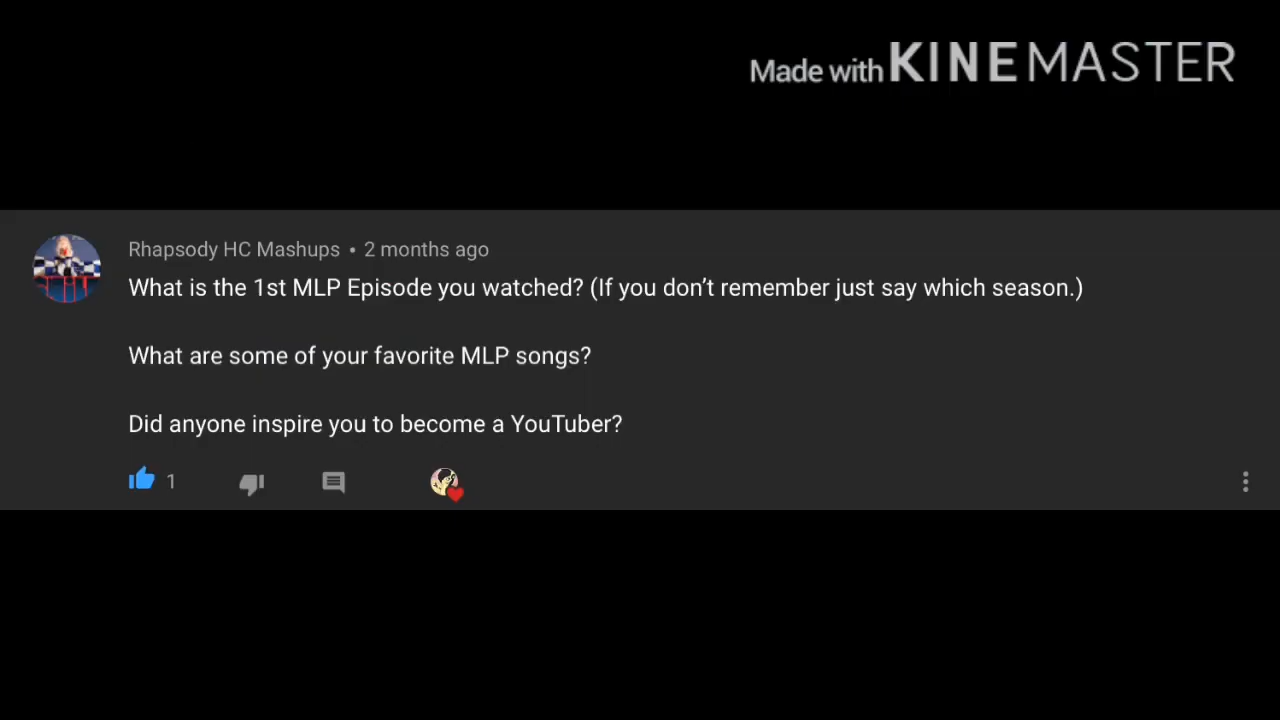 Made with KINEMASTER
Rhapsody HC Mashups • 2 months ago
What is the 1st MLP Episode you watched? (If you don’t remember just say which season.)
What are some of your favorite MLP songs?
Did anyone inspire you to become a YouTuber?
1